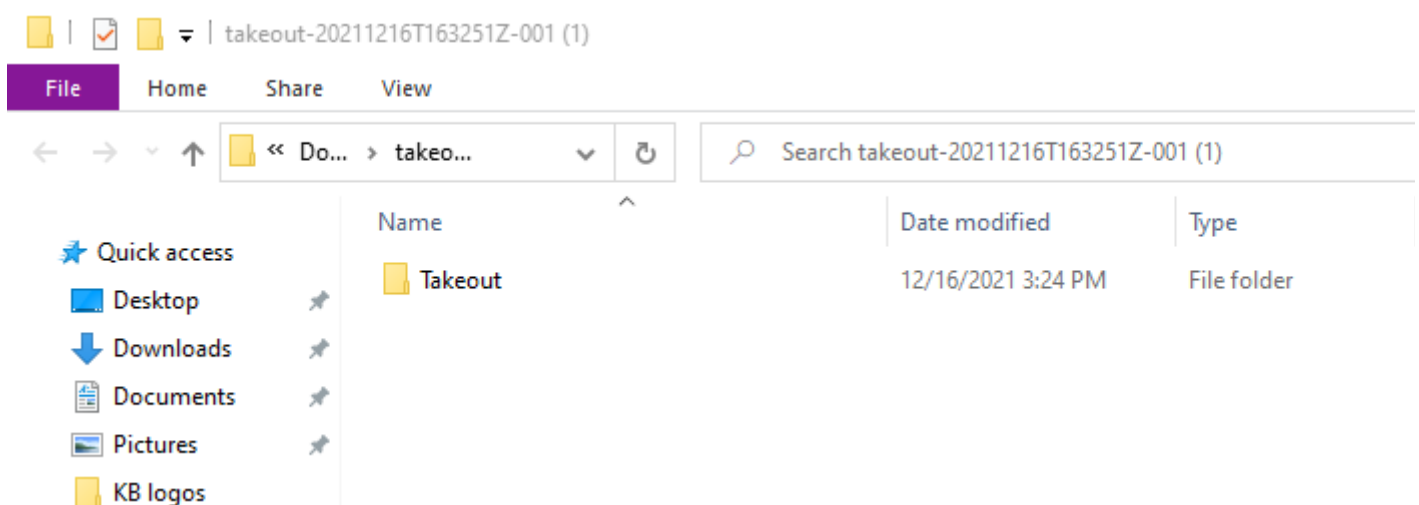 takeout-20211216T163251Z-001 (1)
File Home Share View
« Do... › takeo... Search takeout-20211216T163251Z-001 (1)
Name Date modified Type
Quick access
Takeout 12/16/2021 3:24 PM File folder
Desktop
Downloads
Documents
Pictures
KB logos